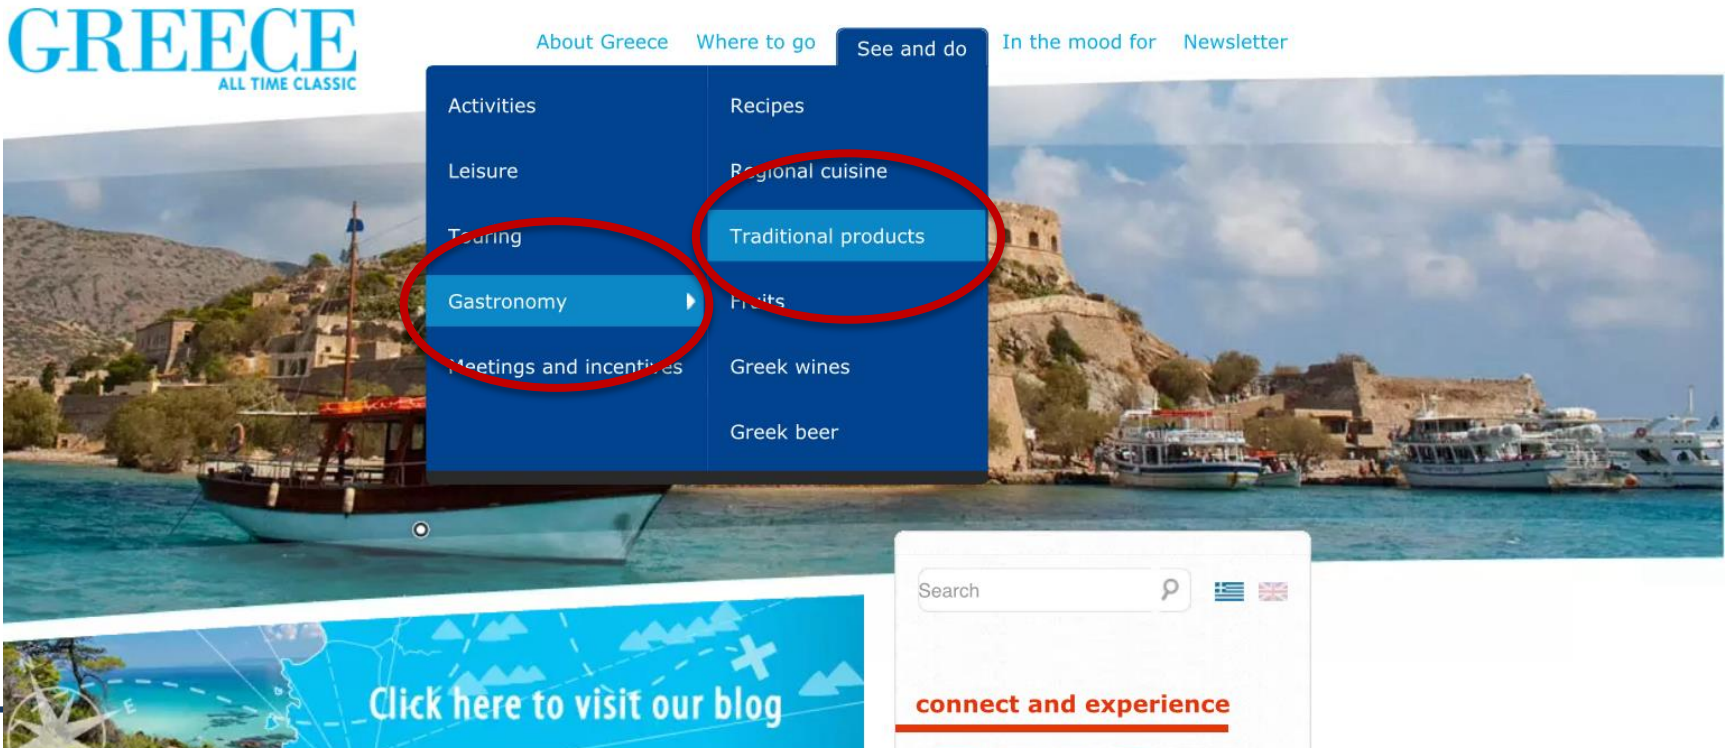 GREECE
ALL TIME CLASSIC
About Greece Where to go See and do In the mood for Newsletter
Activities
Leisure
Touring
Gastronomy
Meetings and incentives
Recipes
Regional cuisine
Traditional products
Fruits
Greek wines
Greek beer
Search
E
Click here to visit our blog
connect and experience